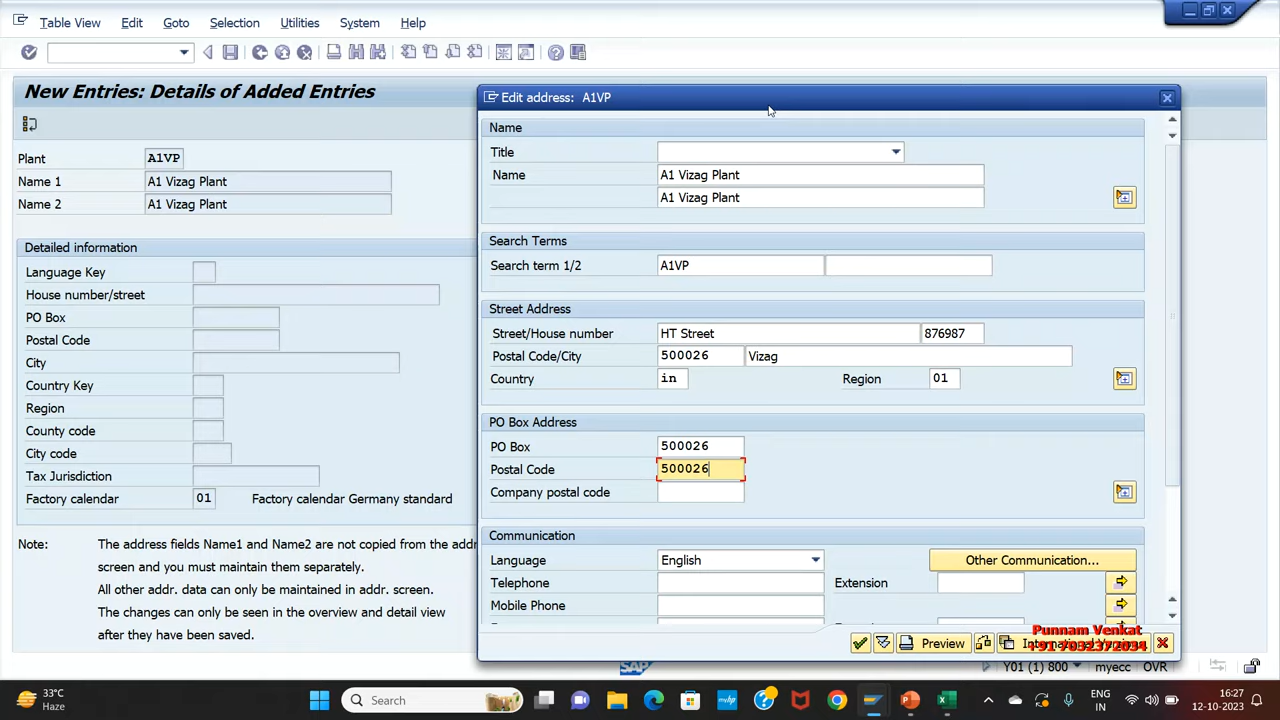 Table View Edit Goto Selection Utilities System Help
New Entries: Details of Added Entries
Plant A1VP
Name 1 A1 Vizag Plant
Name 2 A1 Vizag Plant
Detailed information
Language Key
House number/street
PO Box
Postal Code
City
Country Key
Region
County code
City code
Tax Jurisdiction
Factory calendar 01 Factory calendar Germany standard
Note: The address fields Name1 and Name2 are not copied from the addr
screen and you must maintain them separately.
All other addr. data can only be maintained in addr. screen.
The changes can only be seen in the overview and detail view
after they have been saved.
Edit address: A1VP
Name
Title
Name A1 Vizag Plant
A1 Vizag Plant
Search Terms
Search term 1/2 A1VP
Street Address
Street/House number HT Street 876987
Postal Code/City 500026 Vizag
Country in Region 01
PO Box Address
PO Box 500026
Postal Code 500026
Company postal code
Communication
Language English Other Communication...
Telephone Extension
Mobile Phone
Preview
Punnam Venkat
+91 7032372034
SAP Y01 (1) 800 myecc OVR
33°C
Haze
Search
ENG
IN
16:27
12-10-2023